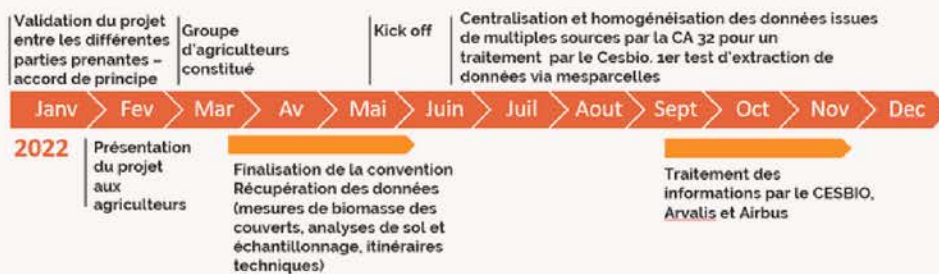 Validation du projet
entre les différentes
parties prenantes –
accord de principe
Groupe
d'agriculteurs
constitué
Kick off
Centralisation et homogénéisation des données issues
de multiples sources par la CA 32 pour un
traitement par le Cesbio. 1er test d'extraction de
données via mesparcelles
Janv Fev Mar Av Mai Juin Juil Aout Sept Oct Nov Dec
2022
Présentation
du projet
aux
agriculteurs
Finalisation de la convention
Récupération des données
(mesures de biomasse des
couverts, analyses de sol et
échantillonnage, itinéraires
techniques)
Traitement des
informations par le CESBIO,
Arvalis et Airbus